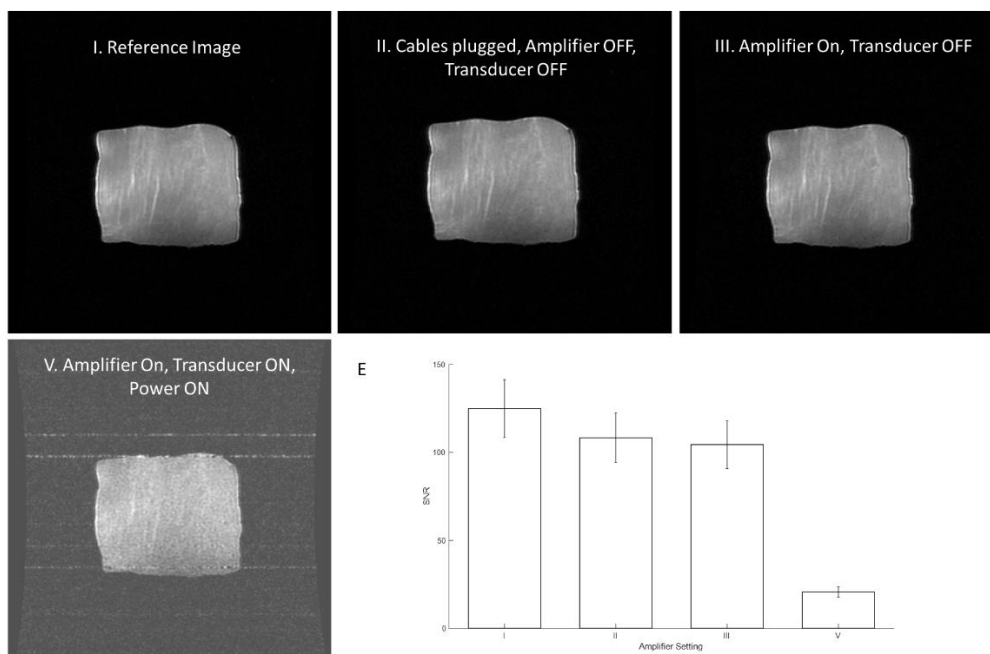 I. Reference Image
II. Cables plugged, Amplifier OFF,
Transducer OFF
III. Amplifier On, Transducer OFF
V. Amplifier On, Transducer ON,
Power ON
E
150
100
50
0
SNR
I
II
III
V
Amplifier Setting